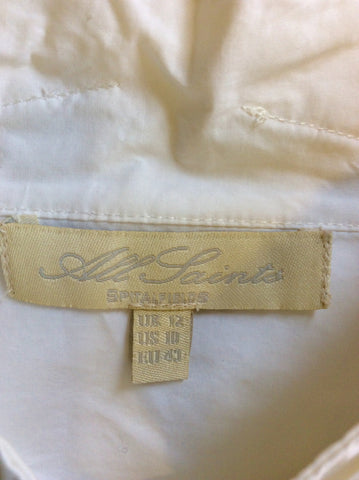 All Saints
SPITALFIELDS
UK 12
US 10
EU 40